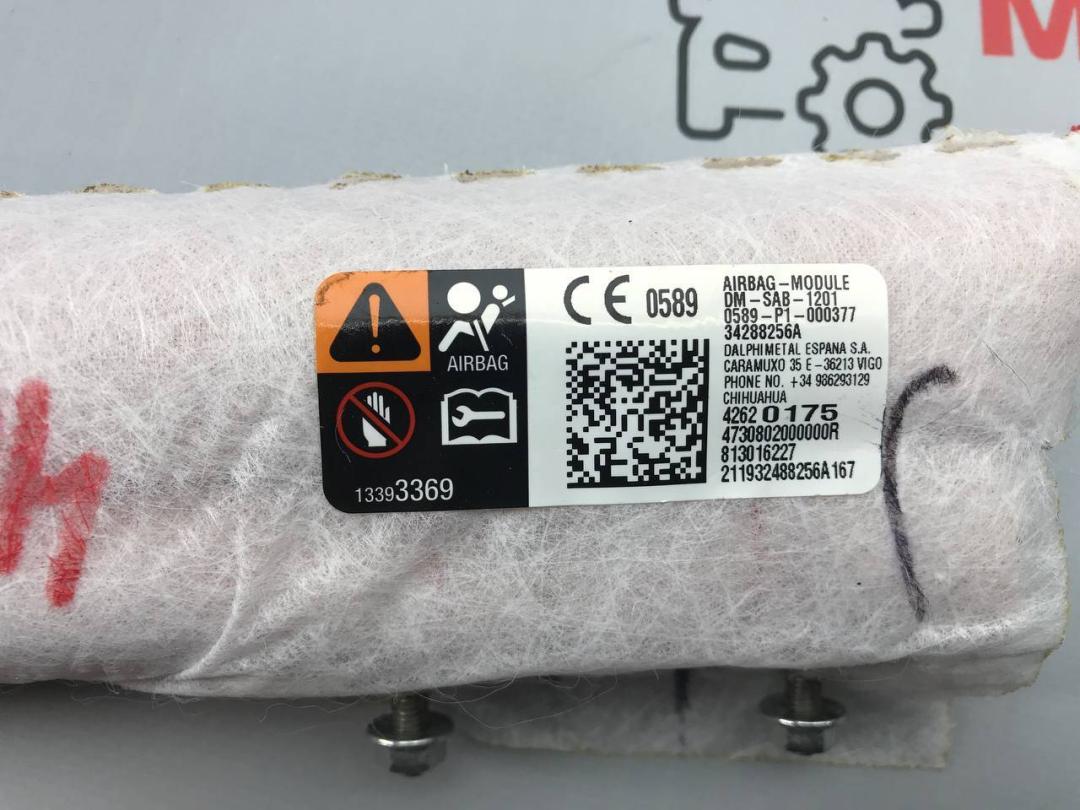 M
AIRBAG
13393369
CE 0589
AIRBAG-MODULE
DM-SAB-1201
0589-P1-000377
34288256A
DALPHIMETAL ESPANA S.A.
CARAMUXO 35 E-36213 VIGO
PHONE NO. +34 986293129
CHIHUAHUA
4262 0175
4730802000000R
813016227
211932488256A167